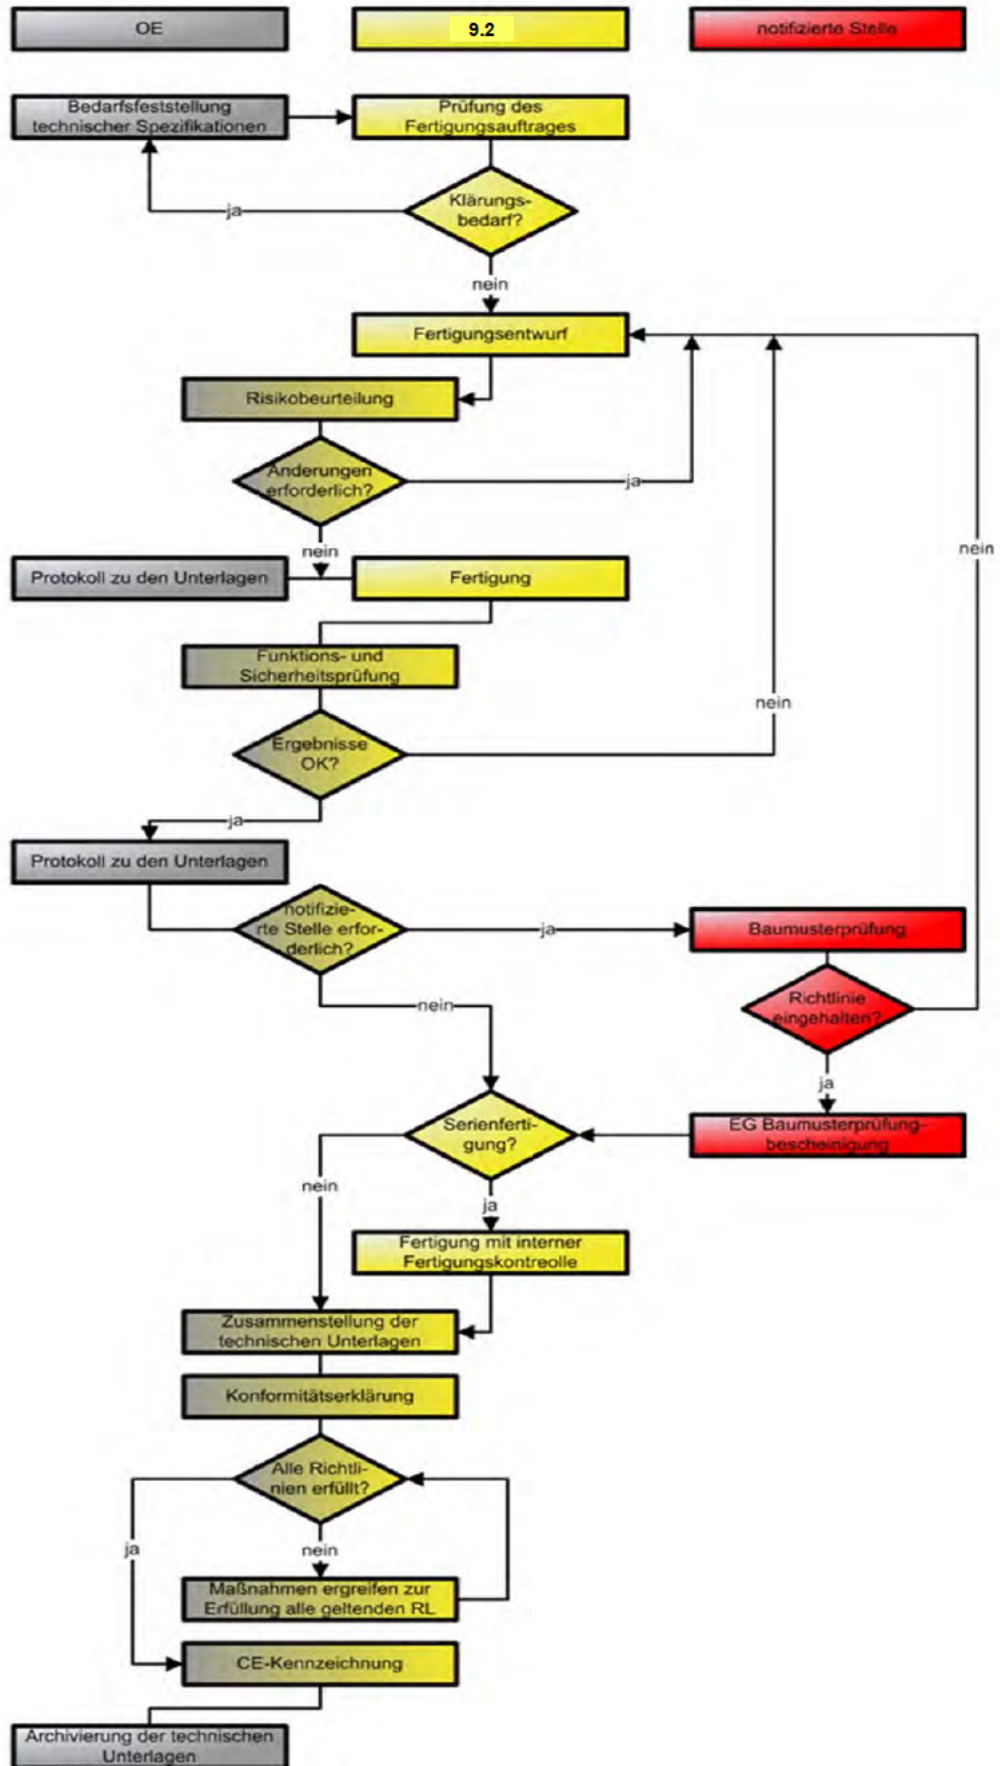 OE
9.2
notifizierte Stelle
Bedarfsfeststellung
technischer Spezifikationen
Prüfung des
Fertigungsauftrages
Klärungs-
bedarf?
ja
nein
Fertigungsentwurf
Risikobeurteilung
Änderungen
erforderlich?
ja
nein
nein
Protokoll zu den Unterlagen
Fertigung
Funktions- und
Sicherheitsprüfung
nein
Ergebnisse
OK?
ja
Protokoll zu den Unterlagen
notifizie-
rte Stelle erfor-
derlich?
ja
Baumusterprüfung
nein
Richtlinie
eingehalten?
ja
Serienferti-
gung?
EG Baumusterprüfung-
bescheinigung
nein
ja
Fertigung mit interner
Fertigungskontreolle
Zusammenstellung der
technischen Unterlagen
Konformitätserklärung
Alle Richtli-
nien erfüllt?
ja
nein
Maßnahmen ergreifen zur
Erfüllung alle geltenden RL
CE-Kennzeichnung
Archivierung der technischen
Unterlagen